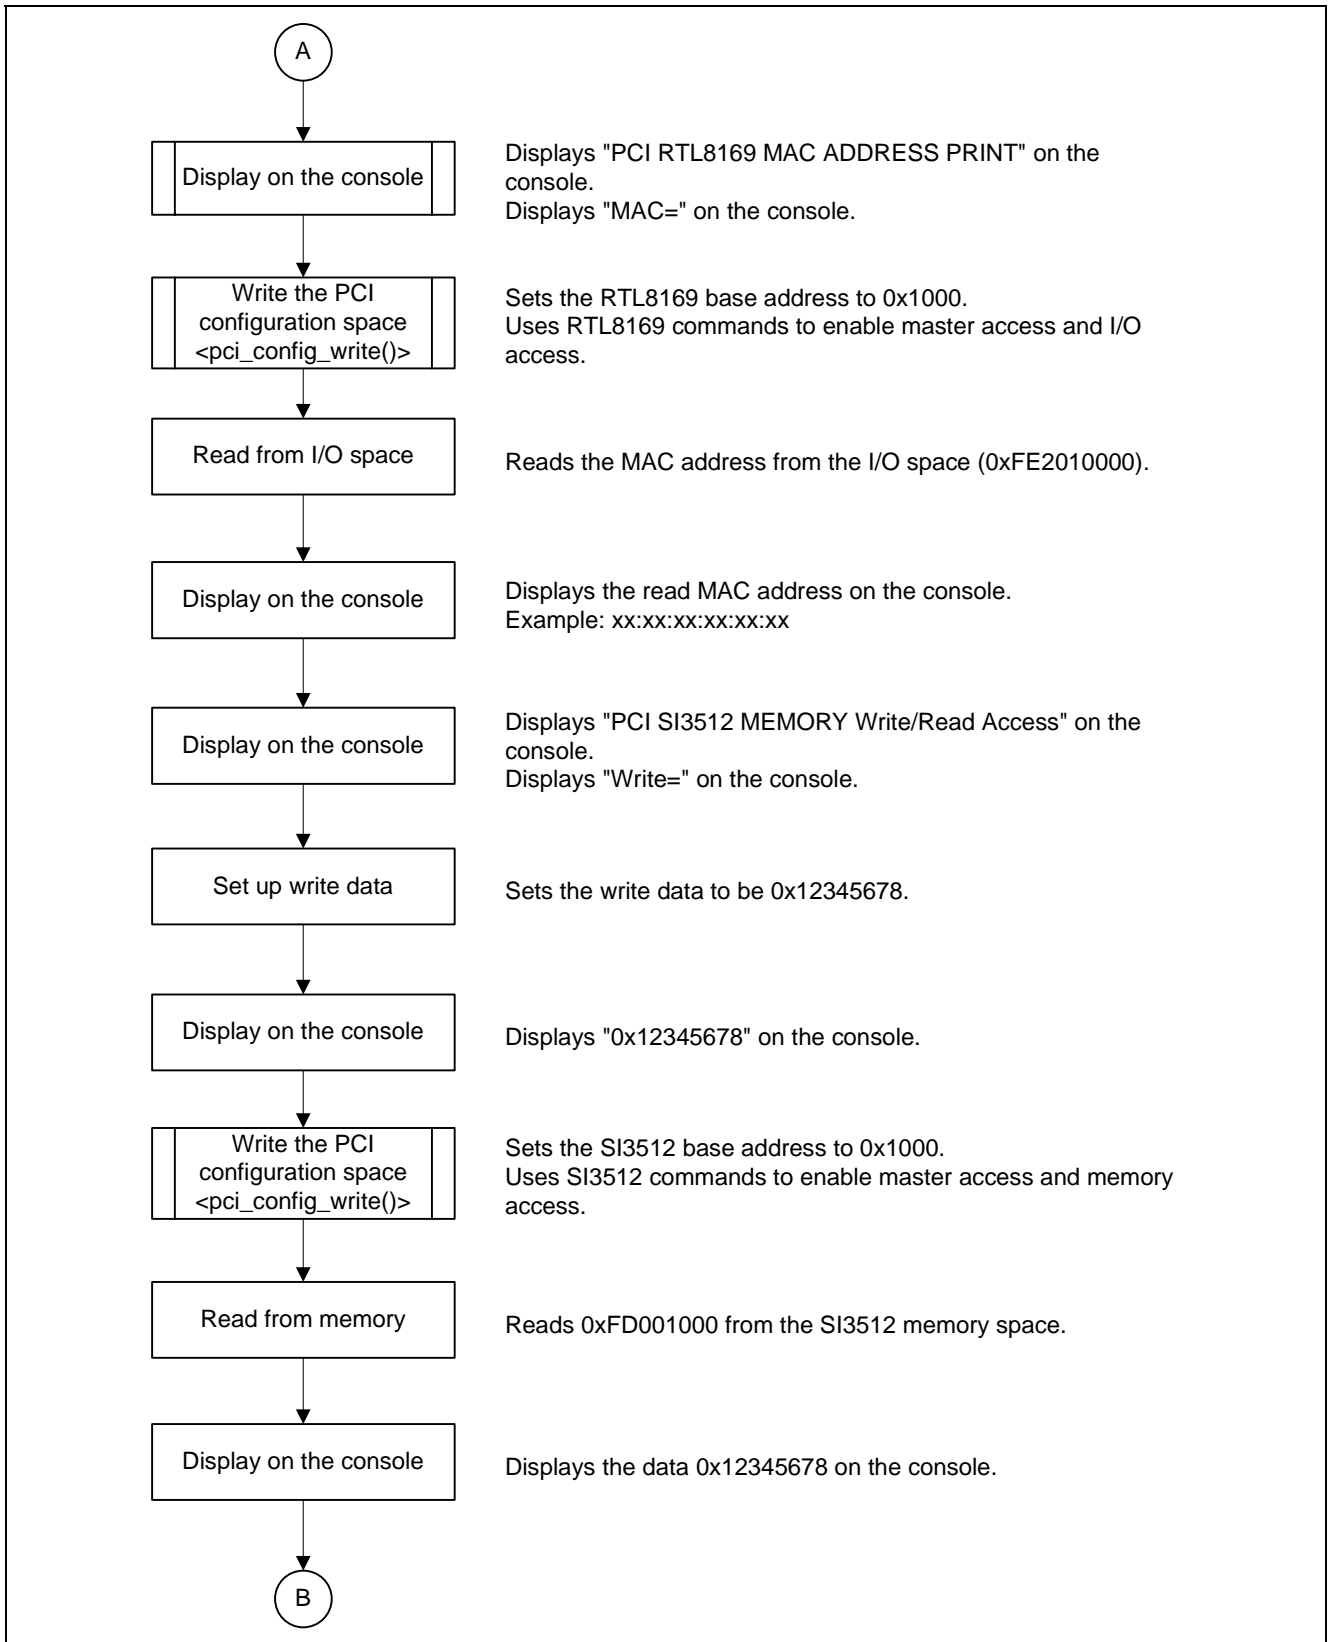 A
Display on the console
Displays "PCI RTL8169 MAC ADDRESS PRINT" on the
console.
Displays "MAC=" on the console.
Write the PCI
configuration space
<pci_config_write()>
Sets the RTL8169 base address to 0x1000.
Uses RTL8169 commands to enable master access and I/O
access.
Read from I/O space
Reads the MAC address from the I/O space (0xFE2010000).
Display on the console
Displays the read MAC address on the console.
Example: xx:xx:xx:xx:xx:xx
Display on the console
Displays "PCI SI3512 MEMORY Write/Read Access" on the
console.
Displays "Write=" on the console.
Set up write data
Sets the write data to be 0x12345678.
Display on the console
Displays "0x12345678" on the console.
Write the PCI
configuration space
<pci_config_write()>
Sets the SI3512 base address to 0x1000.
Uses SI3512 commands to enable master access and memory
access.
Read from memory
Reads 0xFD001000 from the SI3512 memory space.
Display on the console
Displays the data 0x12345678 on the console.
B